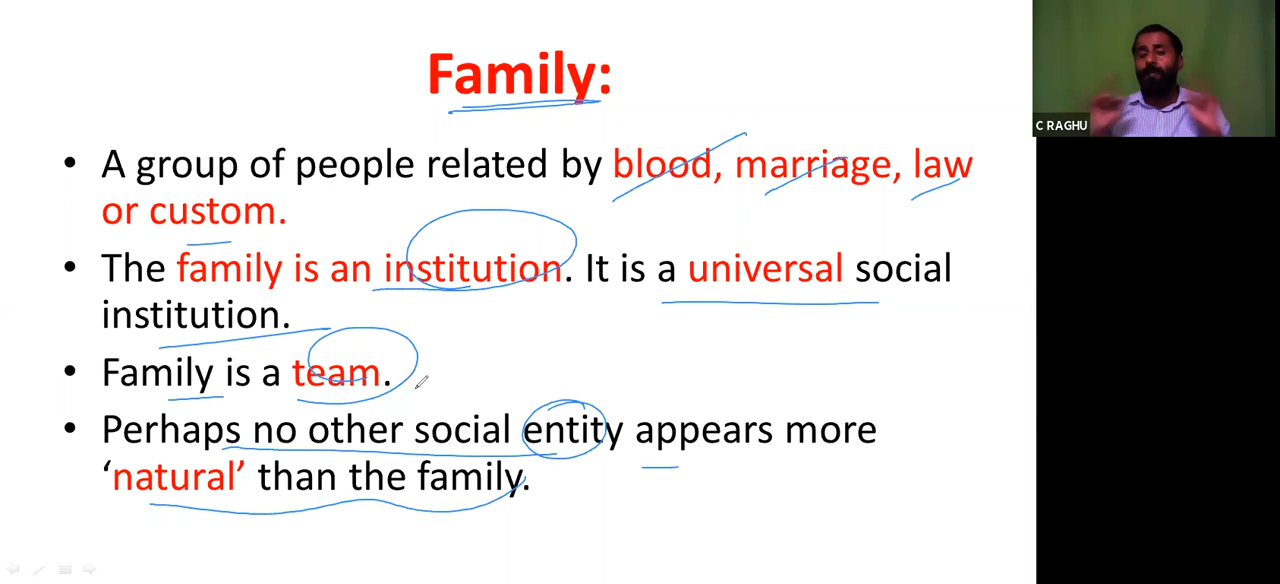 Family:
• A group of people related by blood, marriage, law
or custom.
• The family is an institution. It is a universal social
institution.
• Family is a team.
• Perhaps no other social entity appears more
‘natural’ than the family.
C RAGHU